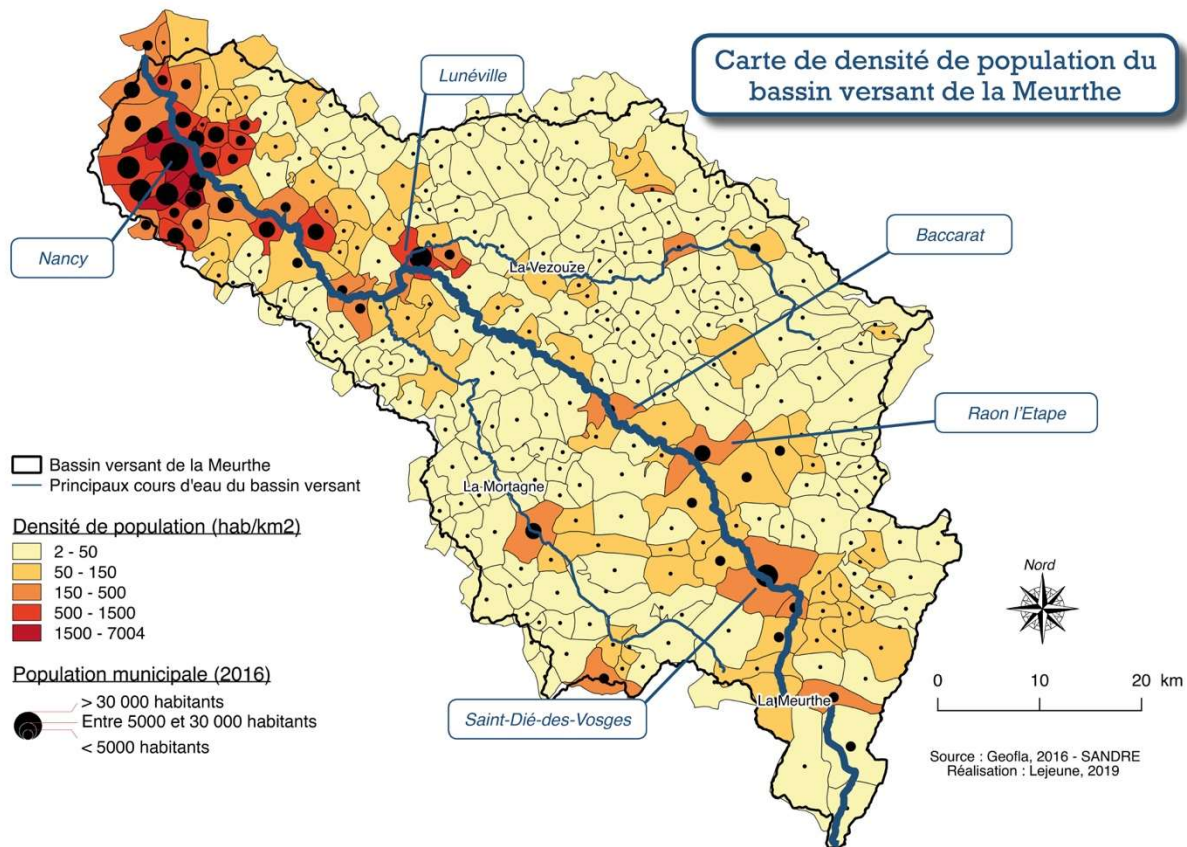 Carte de densité de population du
bassin versant de la Meurthe
Lunéville
Nancy
La Vezouze
Baccarat
Raon l'Etape
La Mortagne
Saint-Dié-des-Vosges
La Meurthe
Bassin versant de la Meurthe
Principaux cours d'eau du bassin versant
Densité de population (hab/km2)
2 - 50
50 - 150
150 - 500
500 - 1500
1500 - 7004
Population municipale (2016)
> 30 000 habitants
Entre 5000 et 30 000 habitants
< 5000 habitants
Nord
0 10 20 km
Source : Geofla, 2016 - SANDRE
Réalisation : Lejeune, 2019